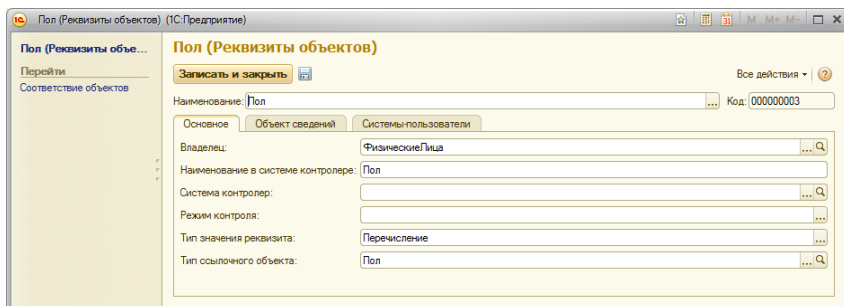 Пол (Реквизиты объектов) (1С:Предприятие)
M M+ M-
Пол (Реквизиты объе...
Перейти
Соответствие объектов
Пол (Реквизиты объектов)
Записать и закрыть
Все действия
Наименование: Пол
Код: 000000003
Основное
Объект сведений
Системы-пользователи
Владелец: ФизическиеЛица
Наименование в системе контролере: Пол
Система контролер:
Режим контроля:
Тип значения реквизита: Перечисление
Тип ссылочного объекта: Пол